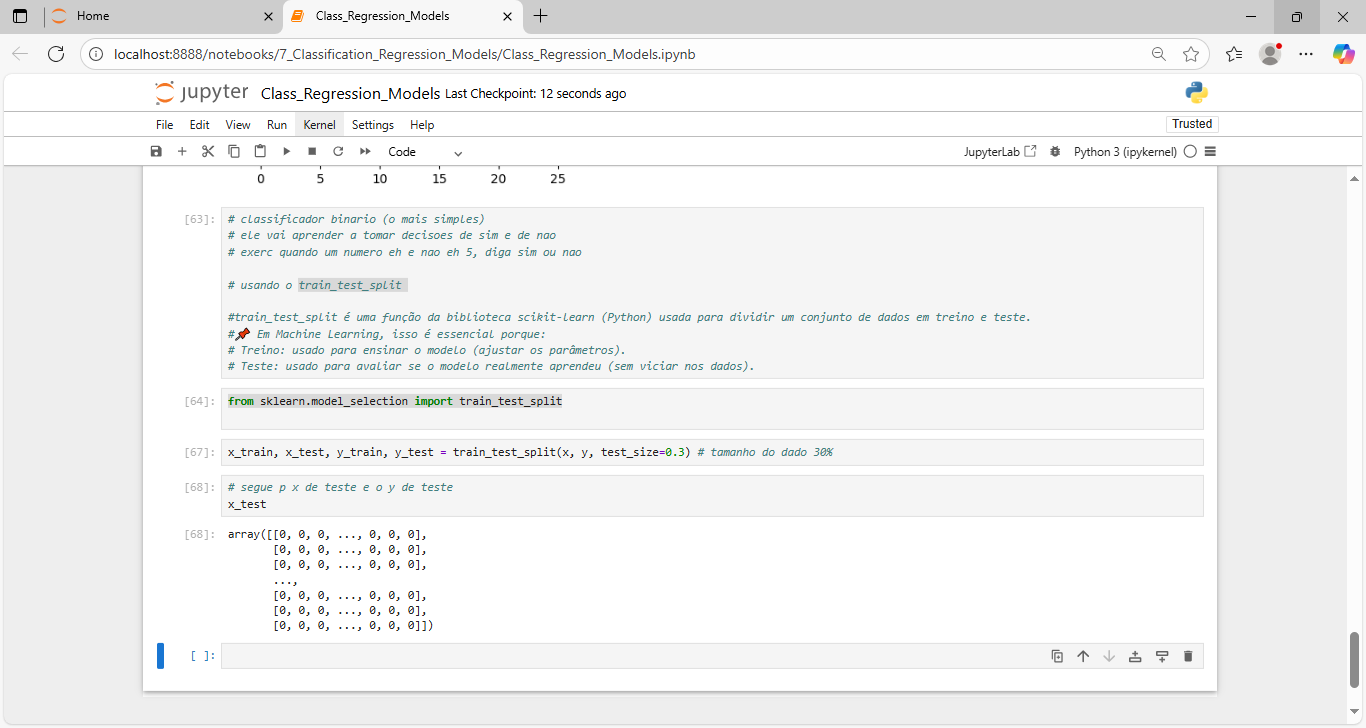 Home
Class_Regression_Models
localhost:8888/notebooks/7_Classification_Regression_Models/Class_Regression_Models.ipynb
jupyter Class_Regression_Models Last Checkpoint: 12 seconds ago
File Edit View Run Kernel Settings Help
Trusted
Code
JupyterLab Python 3 (ipykernel)
0 5 10 15 20 25
[63]: # classificador binario (o mais simples)
# ele vai aprender a tomar decisoes de sim e de nao
# exerc quando um numero eh e nao eh 5, diga sim ou nao
# usando o train_test_split
#train_test_split é uma função da biblioteca scikit-learn (Python) usada para dividir um conjunto de dados em treino e teste.
#📌 Em Machine Learning, isso é essencial porque:
# Treino: usado para ensinar o modelo (ajustar os parâmetros).
# Teste: usado para avaliar se o modelo realmente aprendeu (sem viciar nos dados).
[64]: from sklearn.model_selection import train_test_split
[67]: x_train, x_test, y_train, y_test = train_test_split(x, y, test_size=0.3) # tamanho do dado 30%
[68]: # segue p x de teste e o y de teste
x_test
[68]: array([[0, 0, 0, ..., 0, 0, 0],
[0, 0, 0, ..., 0, 0, 0],
[0, 0, 0, ..., 0, 0, 0],
...,
[0, 0, 0, ..., 0, 0, 0],
[0, 0, 0, ..., 0, 0, 0],
[0, 0, 0, ..., 0, 0, 0]])
[ ]: